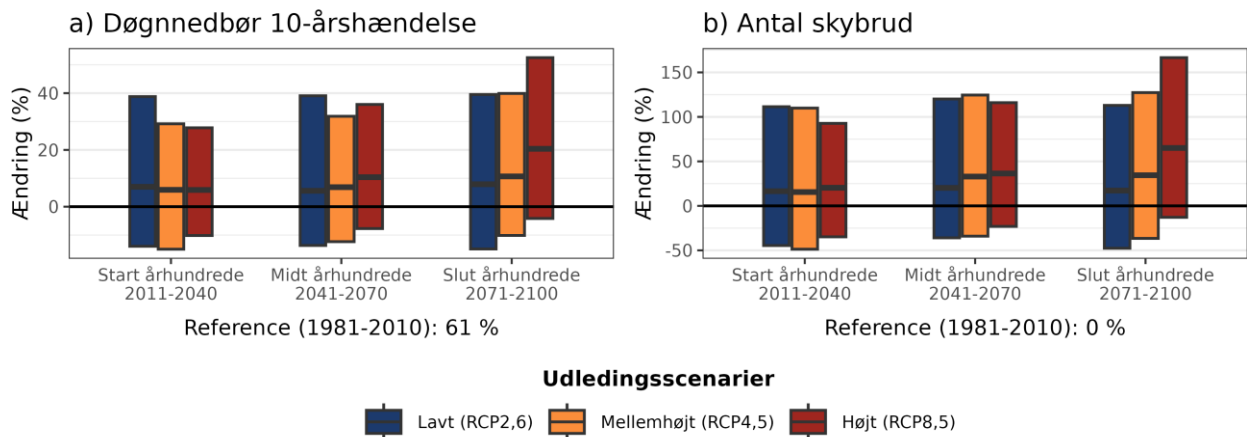 a) Døgnnedbør 10-årshændelse
Ændring (%)
40
20
0
Start århundrede
2011-2040
Midt århundrede
2041-2070
Slut århundrede
2071-2100
Reference (1981-2010): 61 %
b) Antal skybrud
Ændring (%)
150
100
50
0
-50
Start århundrede
2011-2040
Midt århundrede
2041-2070
Slut århundrede
2071-2100
Reference (1981-2010): 0 %
Udledingsscenarier
Lavt (RCP2,6)
Mellemhøjt (RCP4,5)
Højt (RCP8,5)